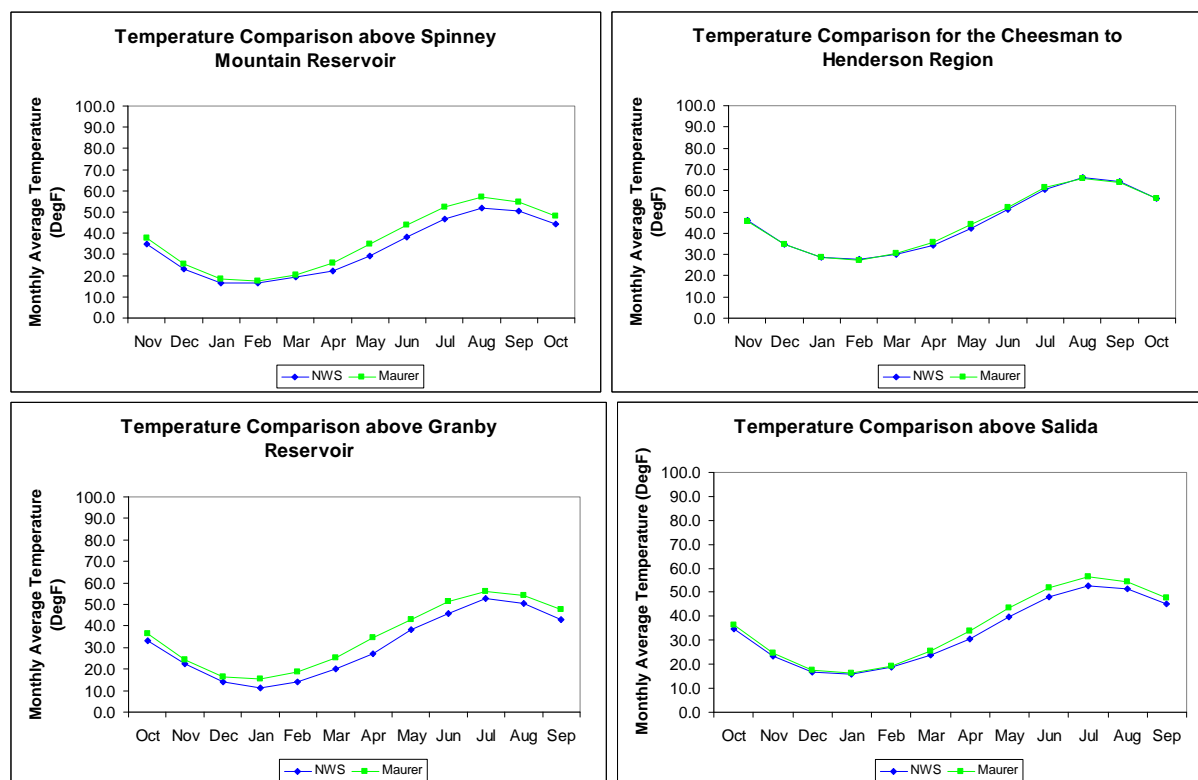 Temperature Comparison above Spinney
Mountain Reservoir
Monthly Average Temperature
(DegF)
100.0
90.0
80.0
70.0
60.0
50.0
40.0
30.0
20.0
10.0
0.0
Nov Dec Jan Feb Mar Apr May Jun Jul Aug Sep Oct
NWS Maurer
Temperature Comparison for the Cheesman to
Henderson Region
Monthly Average Temperature
(DegF)
100.0
90.0
80.0
70.0
60.0
50.0
40.0
30.0
20.0
10.0
0.0
Nov Dec Jan Feb Mar Apr May Jun Jul Aug Sep Oct
NWS Maurer
Temperature Comparison above Granby
Reservoir
Monthly Average Temperature
(DegF)
100.0
90.0
80.0
70.0
60.0
50.0
40.0
30.0
20.0
10.0
0.0
Oct Nov Dec Jan Feb Mar Apr May Jun Jul Aug Sep
NWS Maurer
Temperature Comparison above Salida
Monthly Average Temperature (DegF)
100.0
90.0
80.0
70.0
60.0
50.0
40.0
30.0
20.0
10.0
0.0
Oct Nov Dec Jan Feb Mar Apr May Jun Jul Aug Sep
NWS Maurer